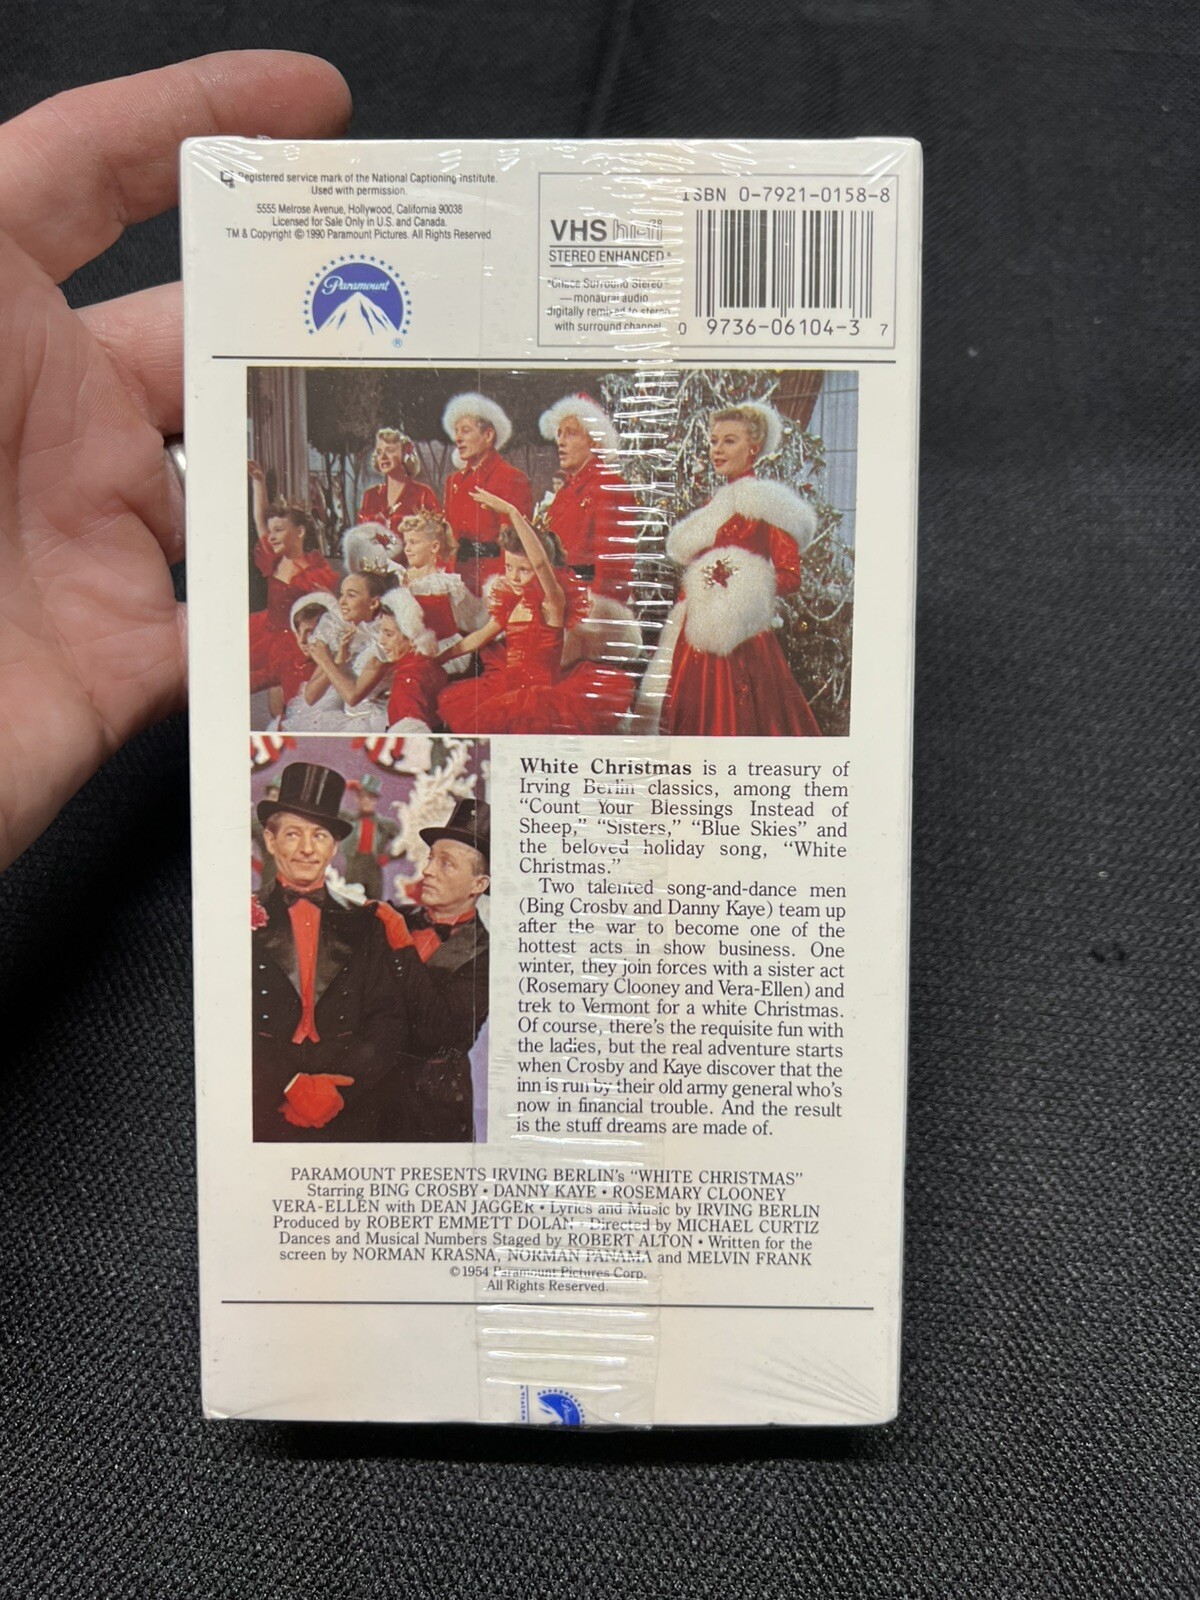 Registered service mark of the National Captioning Institute.
Used with permission.
5555 Melrose Avenue, Hollywood, California 90038
Licensed for Sale Only in U.S. and Canada.
TM & Copyright © 1990 Paramount Pictures. All Rights Reserved.
Paramount
®
VHS hi-fi
STEREO ENHANCED*
*Chace Surround Stereo
— monaural audio
digitally remixed to stereo
with surround channel
ISBN 0-7921-0158-8
0 9736-06104-3 7
White Christmas is a treasury of
Irving Berlin classics, among them
“Count Your Blessings Instead of
Sheep,” “Sisters,” “Blue Skies” and
the beloved holiday song, “White
Christmas.”
Two talented song-and-dance men
(Bing Crosby and Danny Kaye) team up
after the war to become one of the
hottest acts in show business. One
winter, they join forces with a sister act
(Rosemary Clooney and Vera-Ellen) and
trek to Vermont for a white Christmas.
Of course, there's the requisite fun with
the ladies, but the real adventure starts
when Crosby and Kaye discover that the
inn is run by their old army general who's
now in financial trouble. And the result
is the stuff dreams are made of.
PARAMOUNT PRESENTS IRVING BERLIN's “WHITE CHRISTMAS”
Starring BING CROSBY • DANNY KAYE • ROSEMARY CLOONEY
VERA-ELLEN with DEAN JAGGER • Lyrics and Music by IRVING BERLIN
Produced by ROBERT EMMETT DOLAN • Directed by MICHAEL CURTIZ
Dances and Musical Numbers Staged by ROBERT ALTON • Written for the
screen by NORMAN KRASNA, NORMAN PANAMA and MELVIN FRANK
© 1954 Paramount Pictures Corp.
All Rights Reserved.